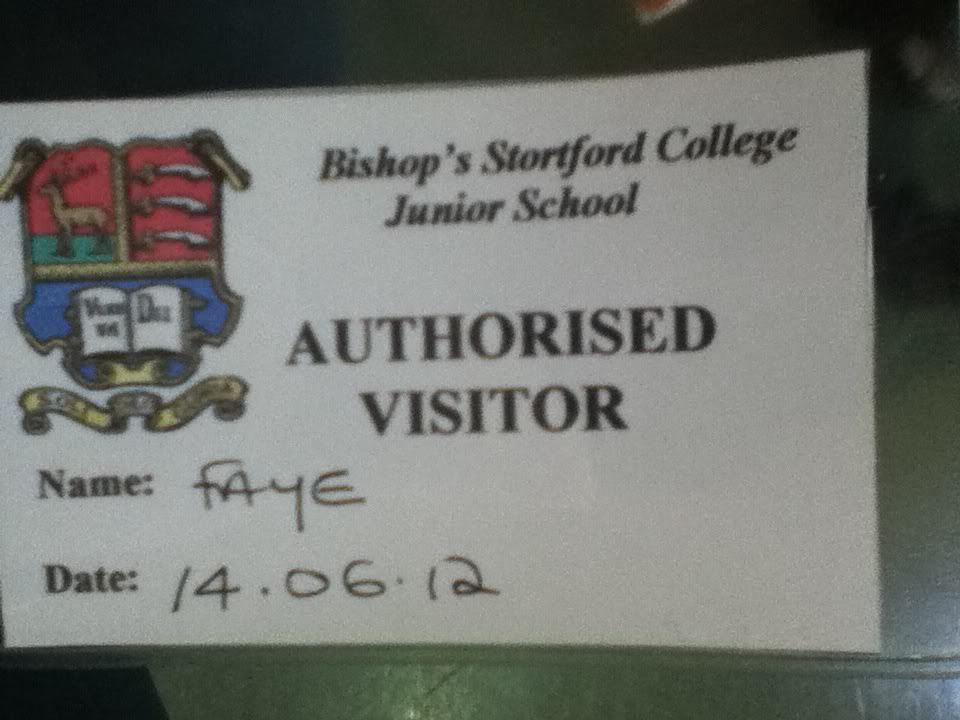 Bishop's Stortford College
Junior School
AUTHORISED
VISITOR
Name: FAYE
Date: 14.06.12